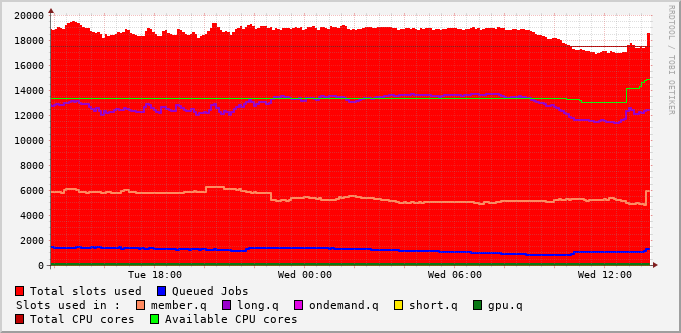 20000
18000
16000
14000
12000
10000
8000
6000
4000
2000
0
Tue 18:00 Wed 00:00 Wed 06:00 Wed 12:00
RRDTOOL / TOBI OETIKER
Total slots used Queued Jobs
Slots used in : member.q long.q ondemand.q short.q gpu.q
Total CPU cores Available CPU cores